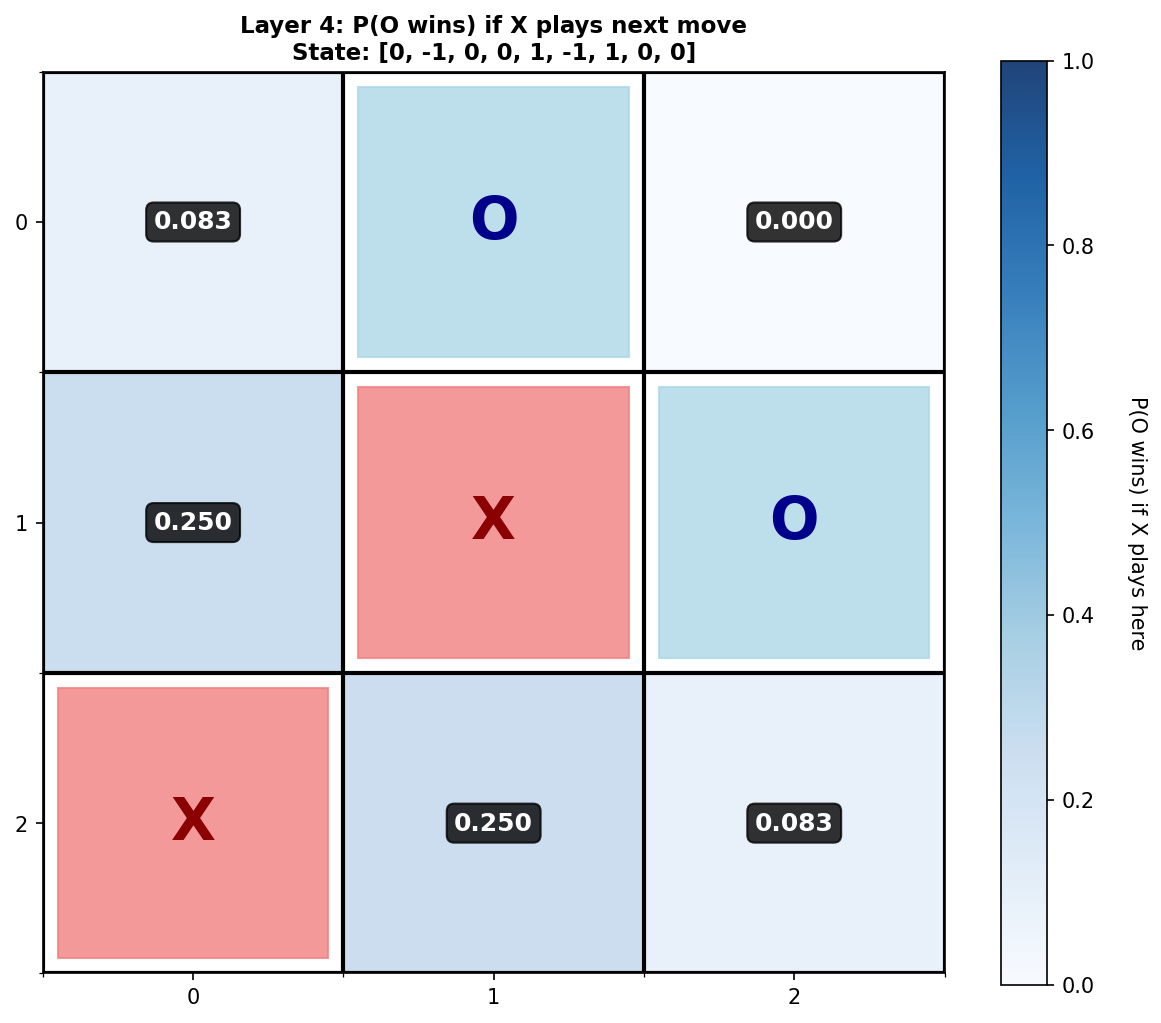 Layer 4: P(O wins) if X plays next move
State: [0, -1, 0, 0, 1, -1, 1, 0, 0]
1.0
0.8
0.6
0.4
0.2
0.0
P(O wins) if X plays here
0
0.083
O
0.000
1
0.250
X
O
2
X
0.250
0.083
0
1
2